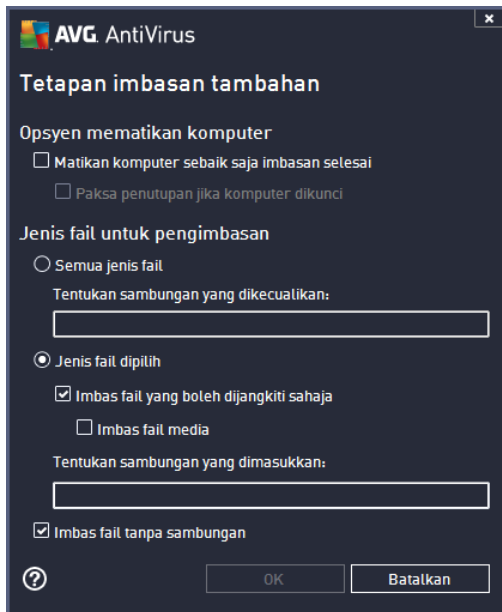 AVG AntiVirus
Tetapan imbasan tambahan
Opsyen mematikan komputer
Matikan komputer sebaik saja imbasan selesai
Paksa penutupan jika komputer dikunci
Jenis fail untuk pengimbasan
Semua jenis fail
Tentukan sambungan yang dikecualikan:
Jenis fail dipilih
Imbas fail yang boleh dijangkiti sahaja
Imbas fail media
Tentukan sambungan yang dimasukkan:
Imbas fail tanpa sambungan
OK Batalkan